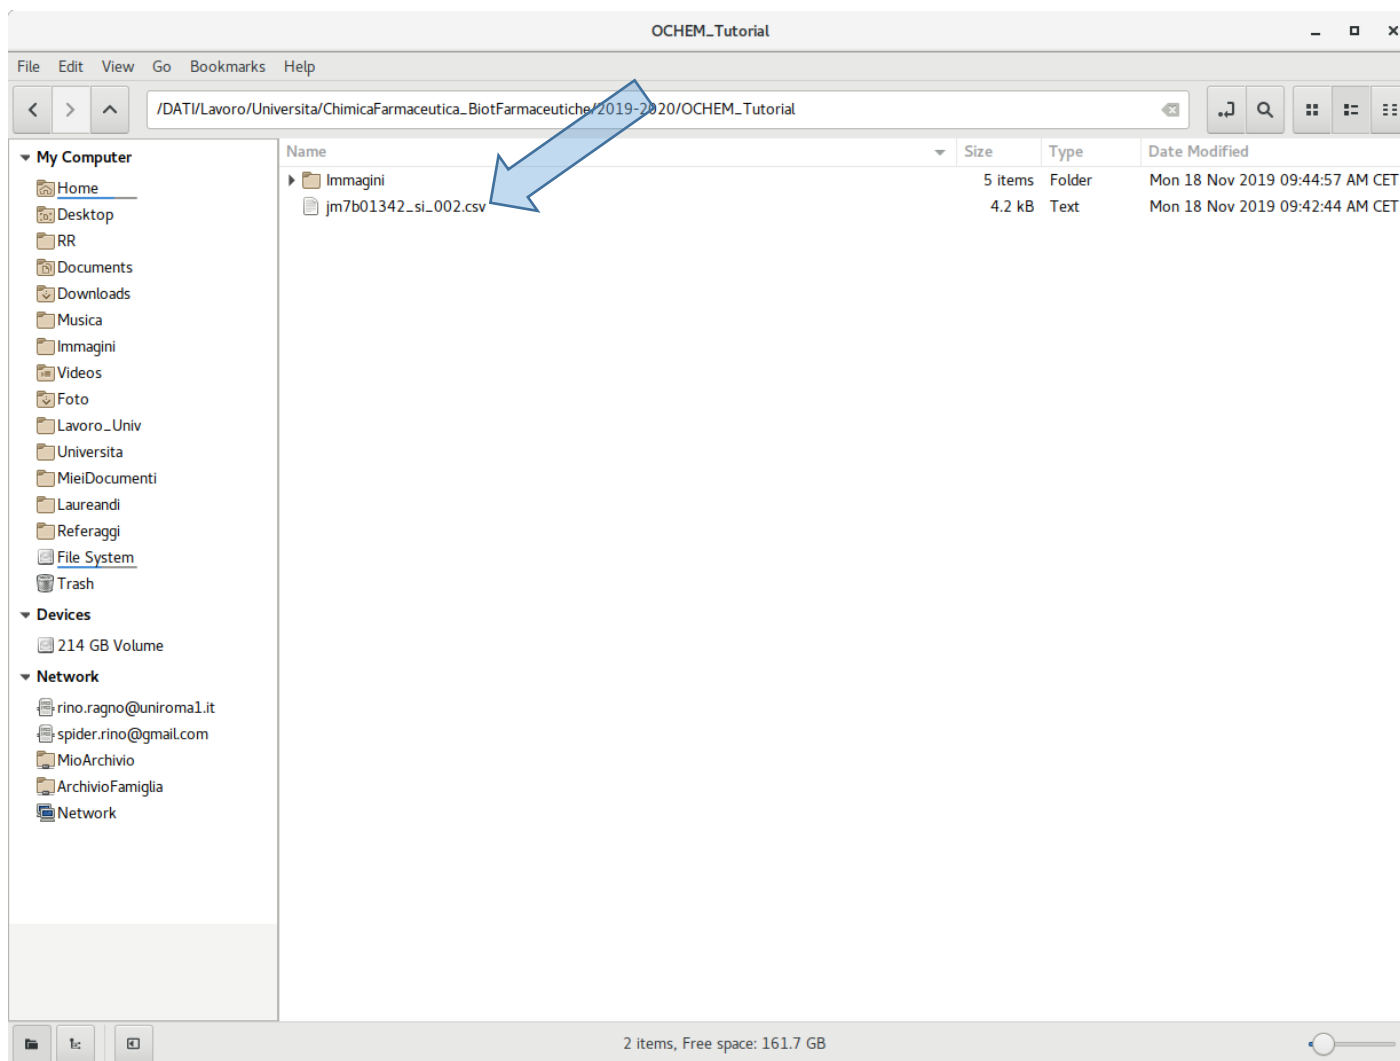 OCHEM_Tutorial
File Edit View Go Bookmarks Help
/DATI/Lavoro/Universita/ChimicaFarmaceutica_BiotFarmaceutiche/2019-2020/OCHEM_Tutorial
My Computer
Home
Desktop
RR
Documents
Downloads
Musica
Immagini
Videos
Foto
Lavoro_Univ
Universita
MieiDocumenti
Laureandi
Referaggi
File System
Trash
Devices
214 GB Volume
Network
rino.ragno@uniroma1.it
spider.rino@gmail.com
MioArchivio
ArchivioFamiglia
Network
Name Size Type Date Modified
Immagini 5 items Folder Mon 18 Nov 2019 09:44:57 AM CET
jm7b01342_si_002.csv 4.2 kB Text Mon 18 Nov 2019 09:42:44 AM CET
2 items, Free space: 161.7 GB